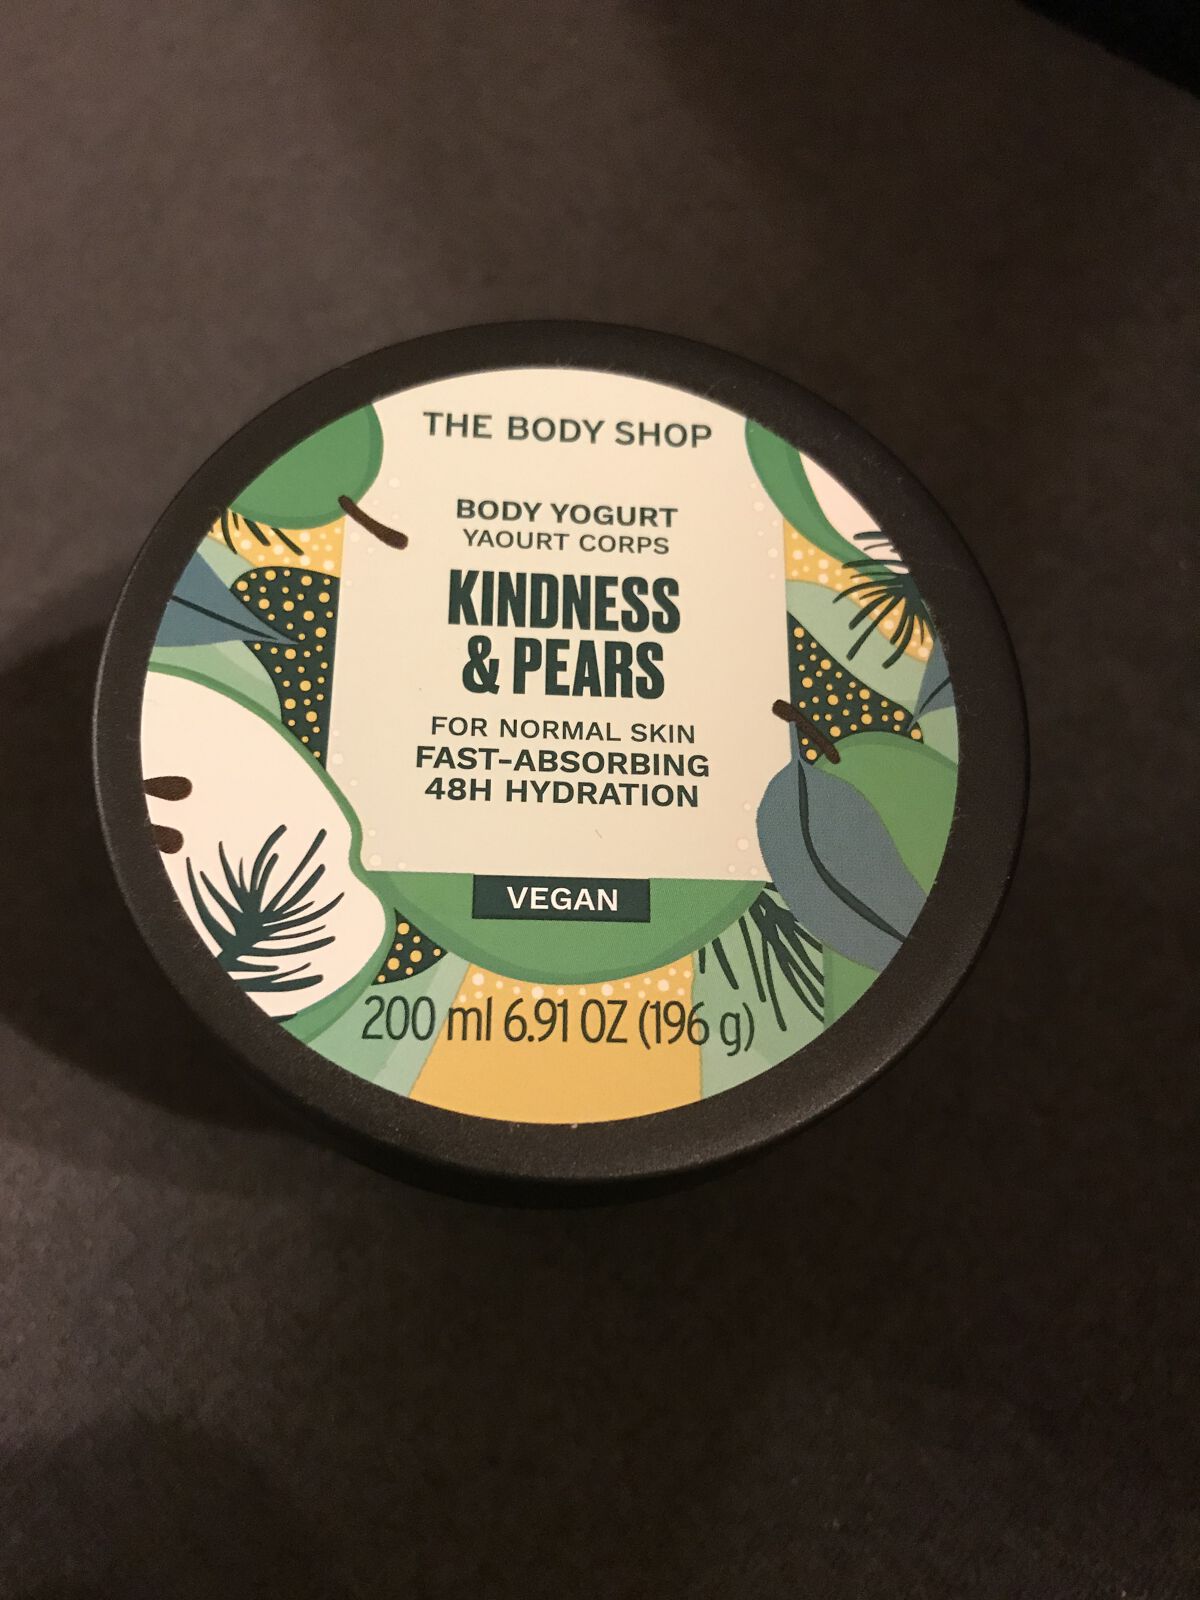 THE BODY SHOP
BODY YOGURT
YAOURT CORPS
KINDNESS
& PEARS
FOR NORMAL SKIN
FAST-ABSORBING
48H HYDRATION
VEGAN
200 ml 6.91 OZ (196 g)